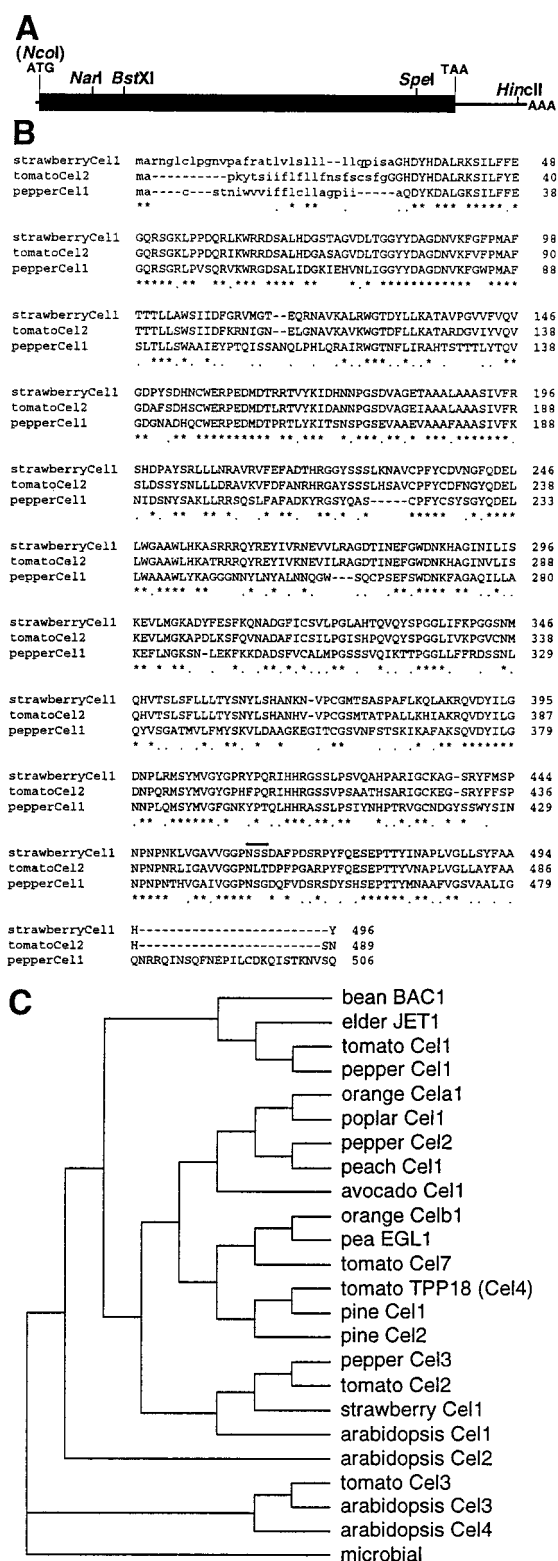 A
(NcoI)
ATG
NarI
BstXI
SpeI
TAA
HincII
AAA
B
strawberryCel1 marnglclpgnvpafratlvlslll--llqpisaGHDYHDALRKSILFFE 48
tomatoCel2 ma----------pkytsiiflflllfnsfscsfgGGHDYHDALGKSILFYE 40
pepperCel1 ma----c---stniwvviffclcllagpii-----aQDYKDALGKSILFFE 38
strawberryCel1 GQRSGKLPPDQRLKWRRDSALHDGSTAGVDLTGGYYDAGDNVKFGFPMAF 98
tomatoCel2 GQRSGKLPPDQRIKWRRDSALHDGASAGVDLTGGYYDAGDNVKFVFPMAF 90
pepperCel1 GQRSGRLPVSQRVKWRGDSALIDGKIEHVNLIGGYYDAGDNVKFGWPMAF 88
strawberryCel1 TTTLLAWSIIDFGRVMGT--EQRNAVKALRWGTDYLLKATAVPGVVFVQV 146
tomatoCel2 TTTLLSWSIIDFKRNIGN--ELGNAVKAVKWGTDFLLKATARDGVIYVQV 138
pepperCel1 SLTLLSWAAIEYPTQISSANQLPHLQRAIRWGTNFLIRAHTSTTTLYTQV 138
strawberryCel1 GDPYSDHNCWERPEDMDTRRTVYKIDHNNPGSDVAGETAAALAAASIVFR 196
tomatoCel2 GDAFSDHSCWERPEDMDTLRTVYKIDANNPGSDVAGEIAAALAAASIVFR 188
pepperCel1 GDGNADHQCWERPEDMDTPRTLYKITSNSPGSEVAAEVAAAFAAASIVFK 188
strawberryCel1 SHDPAYSRLLLNRAVRVFEFADTHRGGYSSSLKNAVCPFYCDVNGFQDEL 246
tomatoCel2 SLDSSYSNLLLDRAVKVFDFANRHRGAYSSSLHSAVCPFYCDFNGYQDEL 238
pepperCel1 NIDSNYSAKLLRRSQSLFAFADKYRGSYQAS-----CPFYCSYSGYQDEL 233
strawberryCel1 LWGAAWLHKASRRRQYREYIVRNEVVLRAGDTINEFGWDNKHAGINILIS 296
tomatoCel2 LWGAAWLHKATRRRQYREYIVKNEVILRAGDTINEFGWDNKHAGINVLIS 288
pepperCel1 LWAAAWLYKAGGGNNYLNYALNNQGW---SQCPSEFSWDNKFAGAQILLA 280
strawberryCel1 KEVLMGKADYFESFKQNADGFICSVLPGLAHTQVQYSPGGLIFKPGGSNM 346
tomatoCel2 KEVLMGKAPDLKSFQVNADAFICSILPGISHPQVQYSPGGLIVKPGVCNM 338
pepperCel1 KEFLNGKSN-LEKFKKDADSFVCALMPGSSSVQIKTTPGGLLFFRDSSNL 329
strawberryCel1 QHVTSLSFLLLTYSNYLSHANKN-VPCGMTSASPAFLKQLAKRQVDYILG 395
tomatoCel2 QHVTSLSFLLLTYSNYLSHANHV-VPCGSMTATPALLKHIAKRQVDYILG 387
pepperCel1 QYVSGATMVLFMYSKVLDAAGKEGITCGSVNFSTSKIKAFAKSQVDYILG 379
strawberryCel1 DNPLRMSYMVGYGPRYPQRIHHRGSSLPSVQAHPARIGCKAG-SRYFMSP 444
tomatoCel2 DNPQRMSYMVGYGPHFPQRIHHRGSSVPSAATHSARIGCKEG-SRYFFSP 436
pepperCel1 NNPLQMSYMVGFGNKYPTQLHHRASSLPSIYNHPTRVGCNDGYSSWYSIN 429
strawberryCel1 NPNPNKLVGAVVGGPNSSDAFPDSRPYFQESEPTTYINAPLVGLLSYFAA 494
tomatoCel2 NPNPNRLIGAVVGGPNLTDPFPGARPYFQESEPTTYVNAPLVGLLAYFAA 486
pepperCel1 NPNPNTHVGAIVGGPNSGDQFVDSRSDYSHSEPTTYMNAAFVGSVAALIG 479
strawberryCel1 H----------------------------Y 496
tomatoCel2 H---------------------------SN 489
pepperCel1 QNRRQINSQFNEPILCDKQISTKNVSQ 506
C
bean BAC1
elder JET1
tomato Cel1
pepper Cel1
orange Cela1
poplar Cel1
pepper Cel2
peach Cel1
avocado Cel1
orange Celb1
pea EGL1
tomato Cel7
tomato TPP18 (Cel4)
pine Cel1
pine Cel2
pepper Cel3
tomato Cel2
strawberry Cel1
arabidopsis Cel1
arabidopsis Cel2
tomato Cel3
arabidopsis Cel3
arabidopsis Cel4
microbial